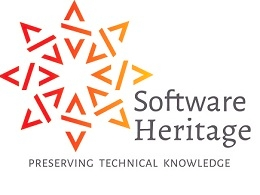 Software
Heritage
PRESERVING TECHNICAL KNOWLEDGE